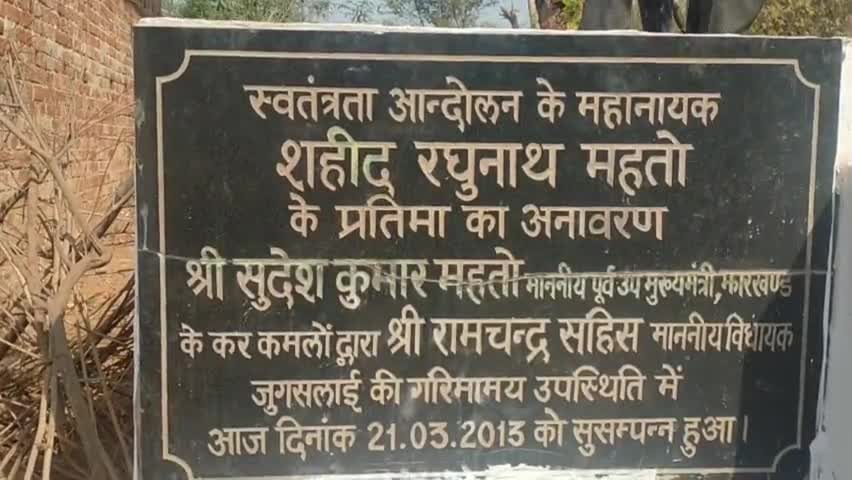 स्वतंत्रता आन्दोलन के महानायक
शहीद रघुनाथ महतो
के प्रतिमा का अनावरण
श्री सुदेश कुमार महतो माननीय पूर्व उप मुख्यमंत्री, झारखण्ड
के कर कमलों द्वारा श्री रामचन्द्र सहिस माननीय विधायक
जुगसलाई की गरिमामय उपस्थिति में
आज दिनांक 21.03.2013 को सुसम्पन्न हुआ।